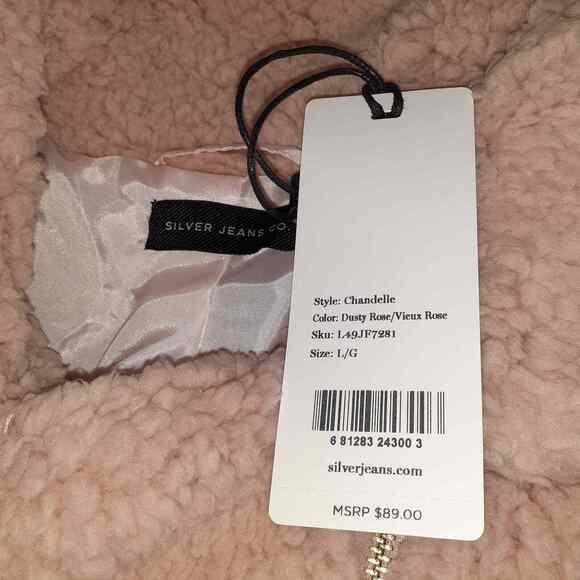 SILVER JEANS CO.
Style: Chandelle
Color: Dusty Rose/Vieux Rose
Sku: L49JF7281
Size: L/G
6 81283 24300 3
silverjeans.com
MSRP $89.00